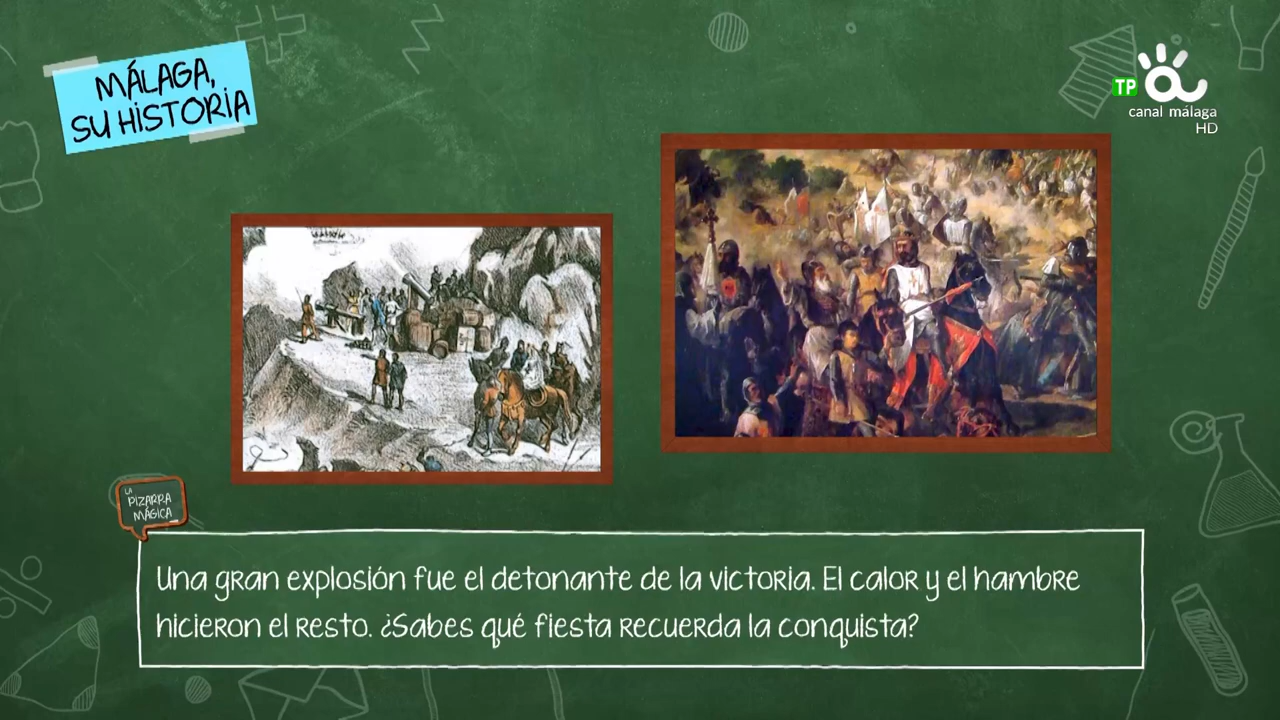 MÁLAGA,
SU HISTORIA
TP
canal málaga
HD
LA
PIZARRA
MÁGICA
Una gran explosión fue el detonante de la victoria. El calor y el hambre
hicieron el resto. ¿Sabes qué fiesta recuerda la conquista?